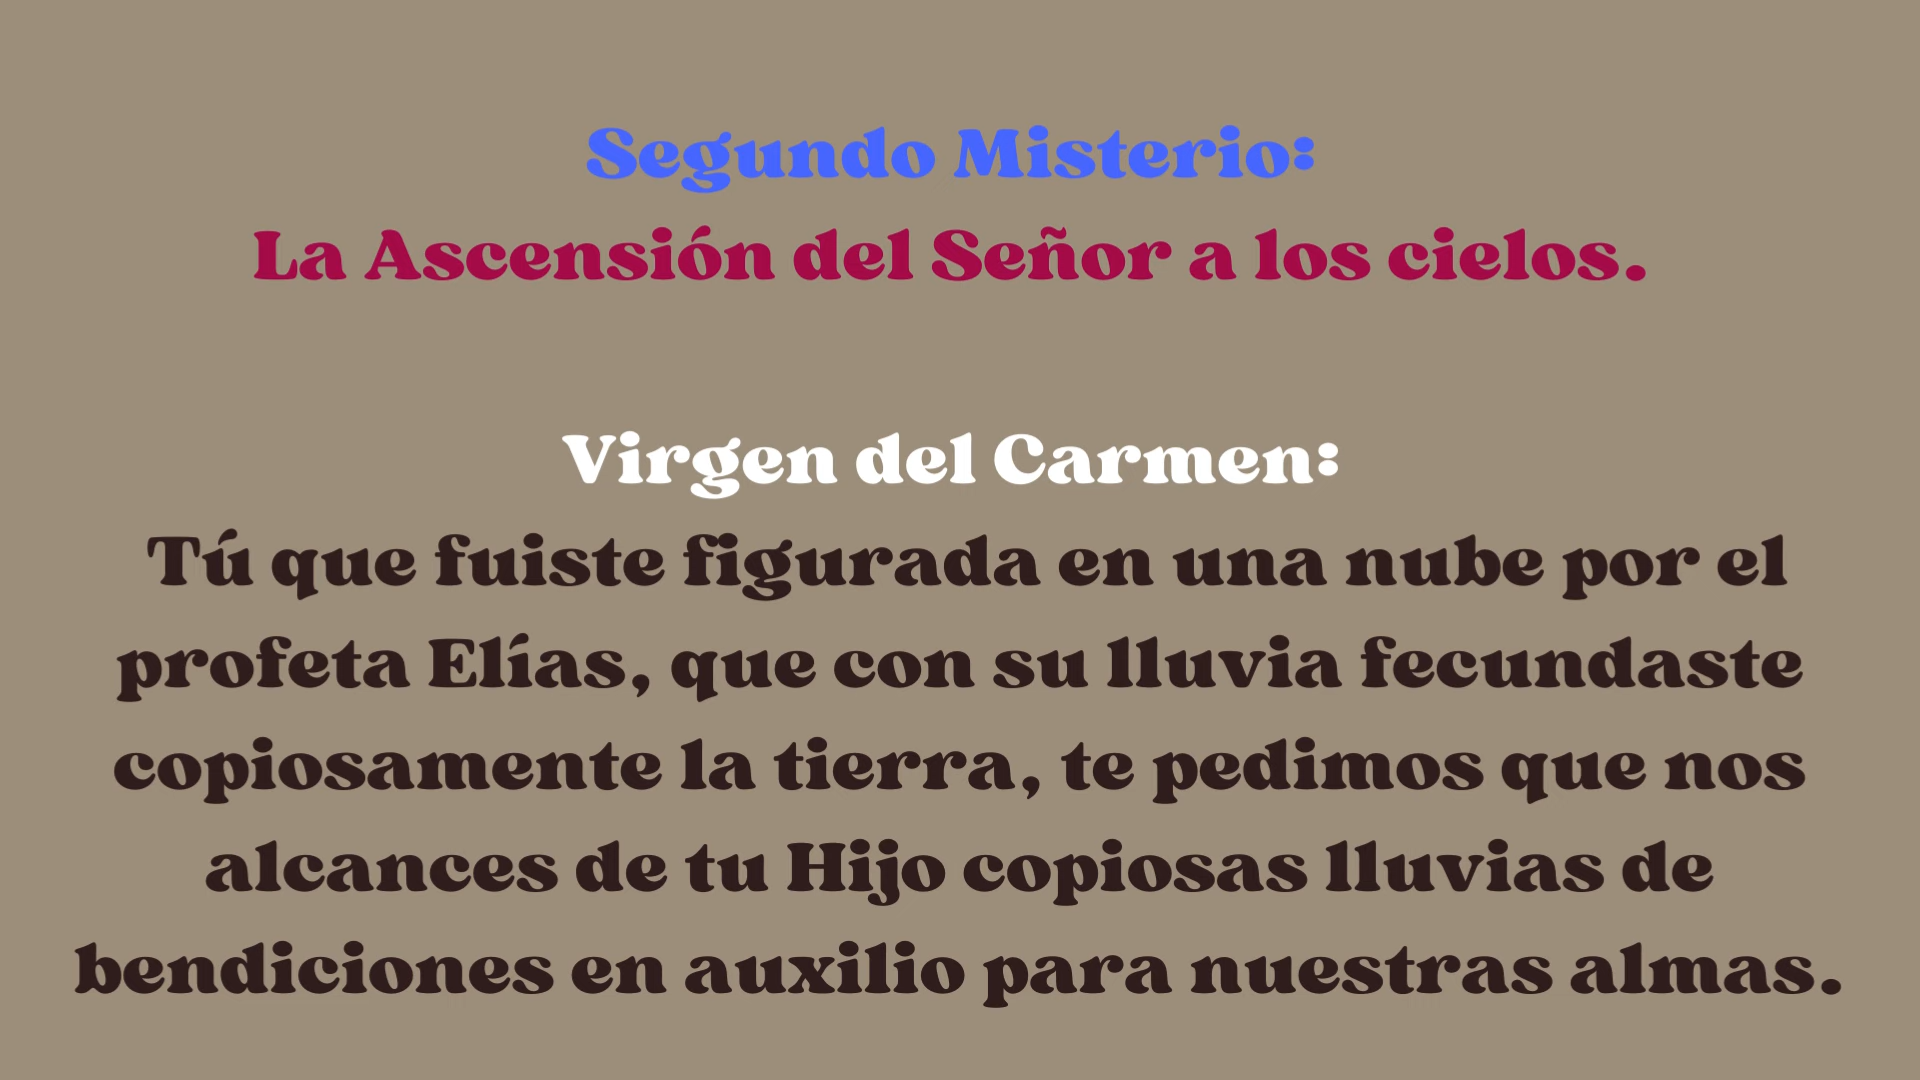 Segundo Misterio:
La Ascensión del Señor a los cielos.
Virgen del Carmen:
Tú que fuiste figurada en una nube por el
profeta Elías, que con su lluvia fecundaste
copiosamente la tierra, te pedimos que nos
alcances de tu Hijo copiosas lluvias de
bendiciones en auxilio para nuestras almas.